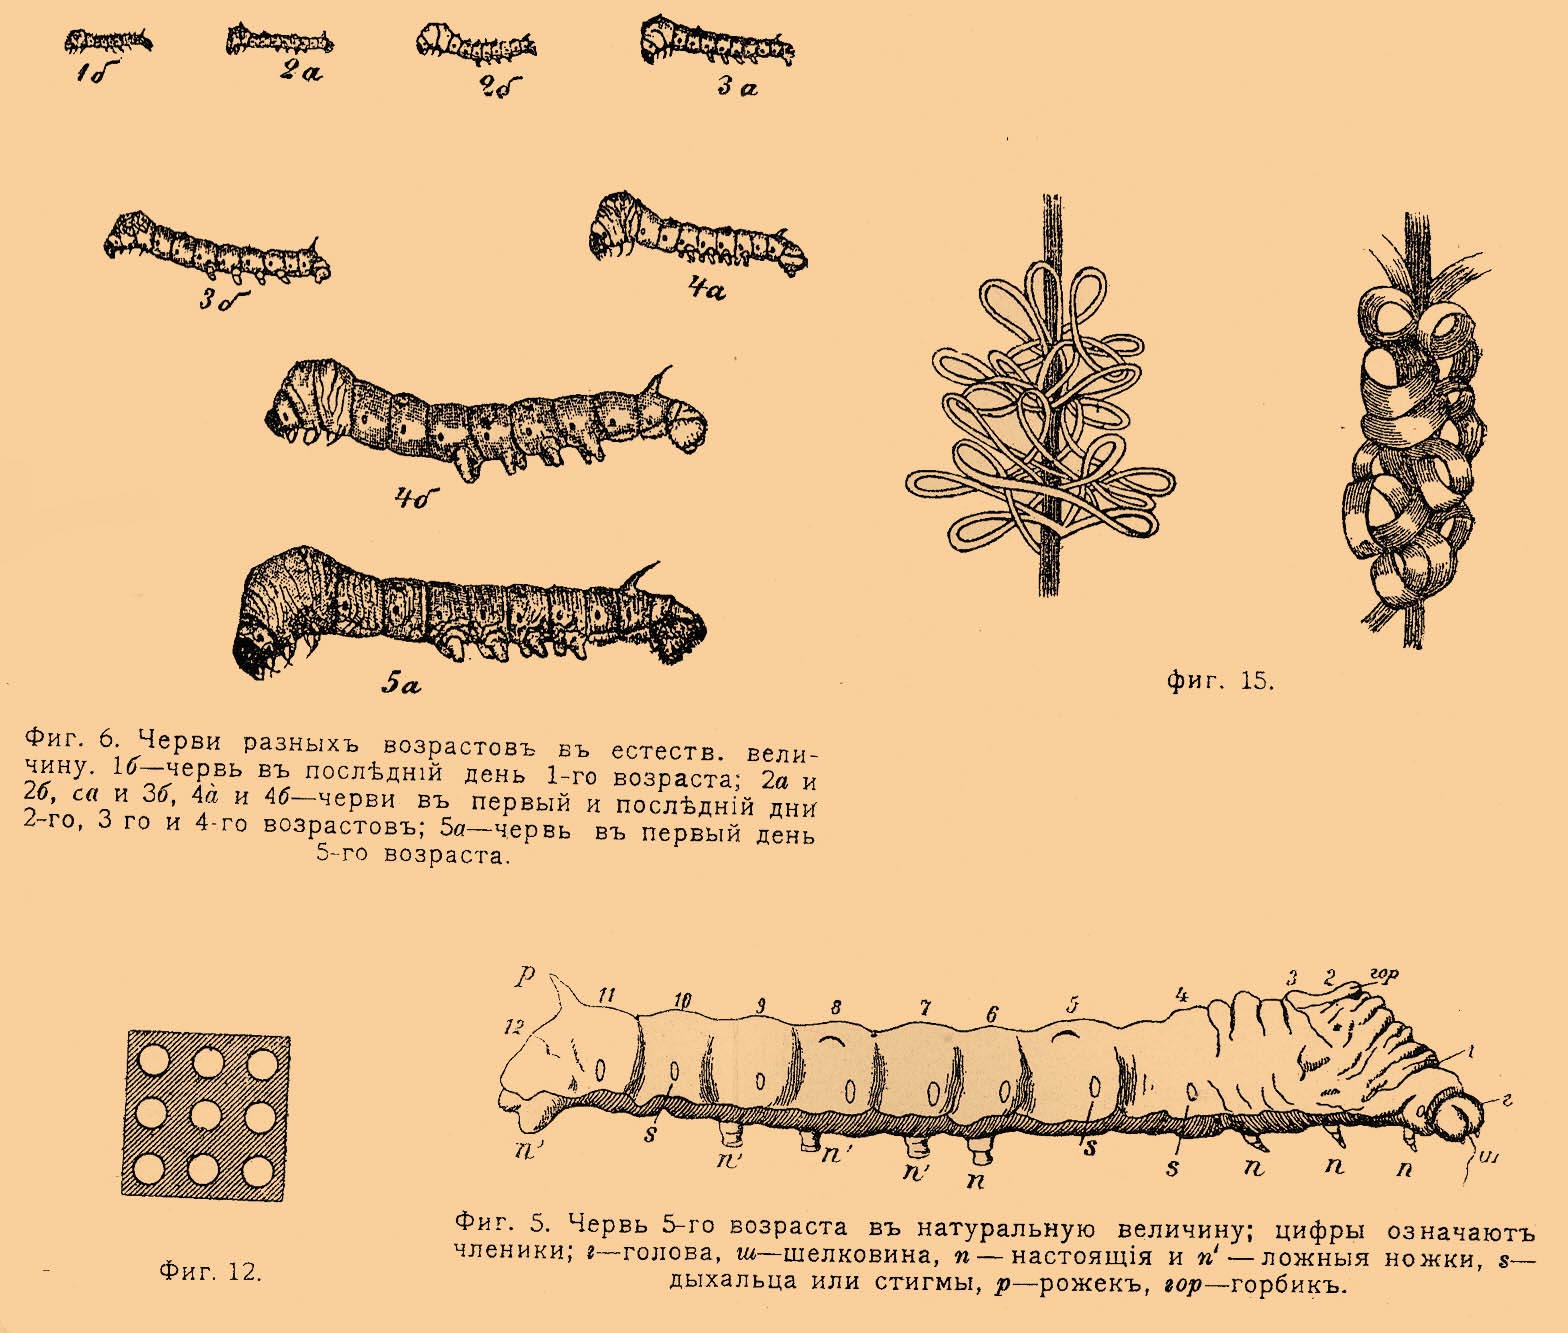 1б 2а 2б 3а
3б 4а
4б
5а
Фиг. 6. Черви разныхъ возрастовъ въ естеств. вели-
чину. 1б—червь въ послѣдній день 1-го возраста; 2а и
2б, са и 3б, 4а̀ и 4б—черви въ первый и послѣдній дни
2-го, 3 го и 4-го возрастовъ; 5а—червь въ первый день
5-го возраста.
фиг. 15.
Фиг. 12.
р 12 11 10 9 8 7 6 5 4 3 2 гор
1
г
ш
п' s п' п' п' п s s п п п
Фиг. 5. Червь 5-го возраста въ натуральную величину; цифры означаютъ
членики; г—голова, ш—шелковина, п — настоящія и п' — ложныя ножки, s—
дыхальца или стигмы, р—рожекъ, гор—горбикъ.